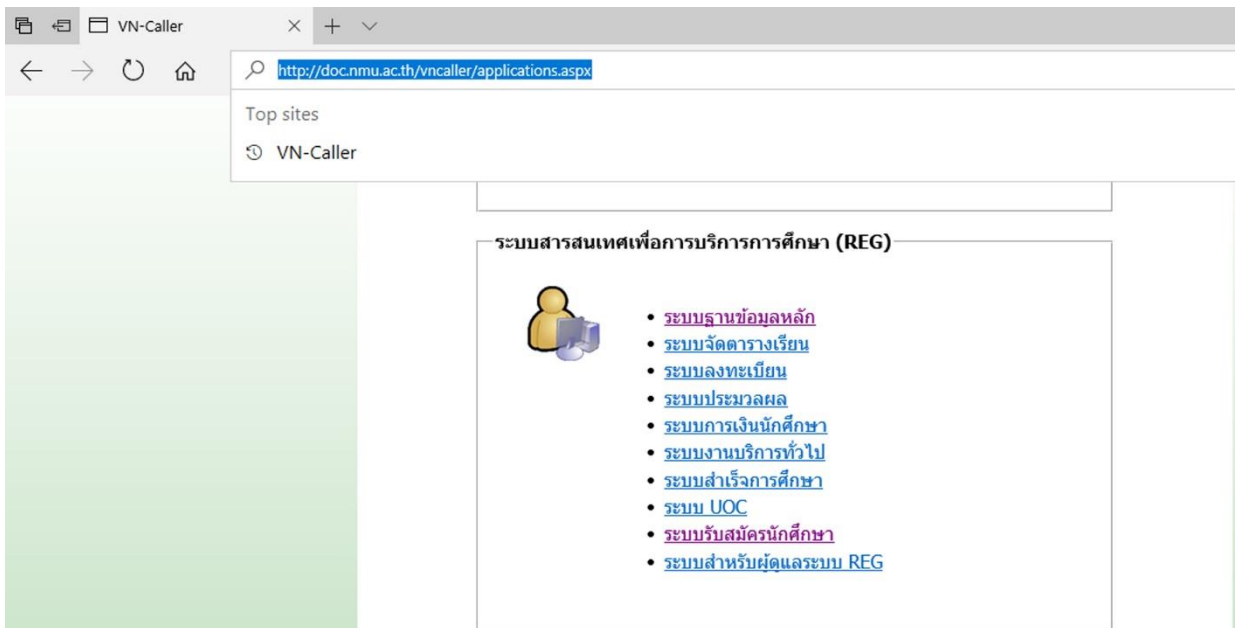 VN-Caller
http://doc.nmu.ac.th/vncaller/applications.aspx
Top sites
VN-Caller
ระบบสารสนเทศเพื่อการบริการการศึกษา (REG)
• ระบบฐานข้อมูลหลัก
• ระบบจัดตารางเรียน
• ระบบลงทะเบียน
• ระบบประมวลผล
• ระบบการเงินนักศึกษา
• ระบบงานบริการทั่วไป
• ระบบสำเร็จการศึกษา
• ระบบ UOC
• ระบบรับสมัครนักศึกษา
• ระบบสำหรับผู้ดูแลระบบ REG